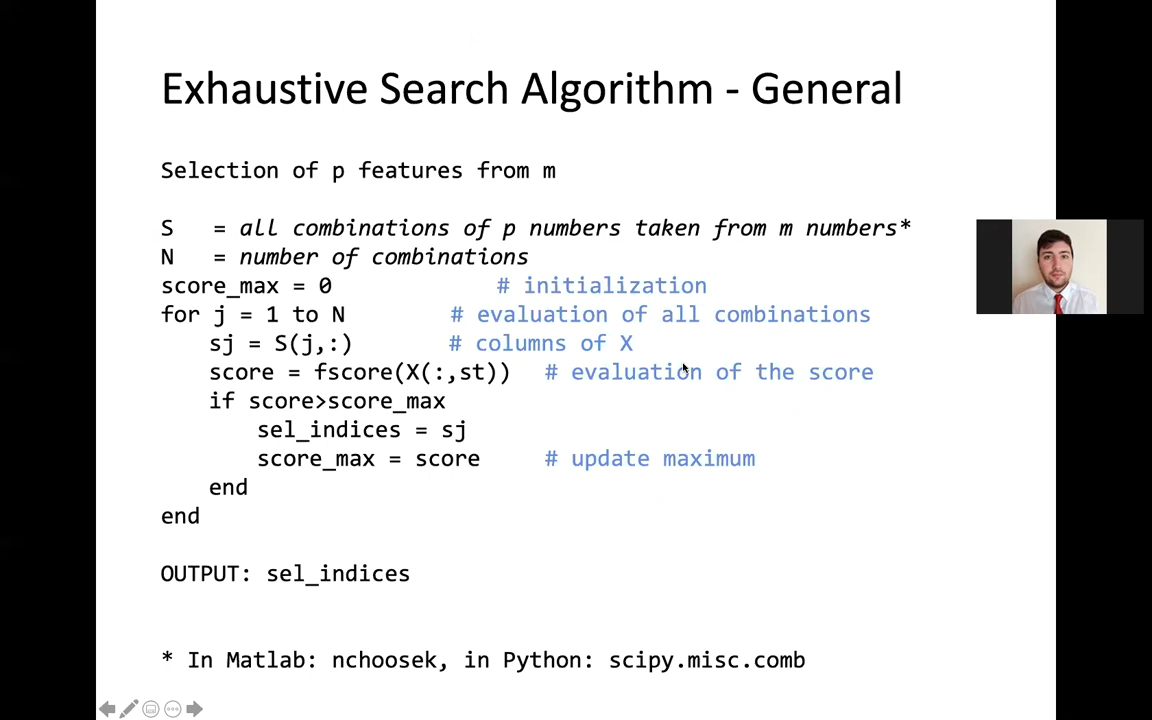 Exhaustive Search Algorithm - General
Selection of p features from m
S = all combinations of p numbers taken from m numbers*
N = number of combinations
score_max = 0 # initialization
for j = 1 to N # evaluation of all combinations
sj = S(j,:) # columns of X
score = fscore(X(:,st)) # evaluation of the score
if score>score_max
sel_indices = sj
score_max = score # update maximum
end
end
OUTPUT: sel_indices
* In Matlab: nchoosek, in Python: scipy.misc.comb